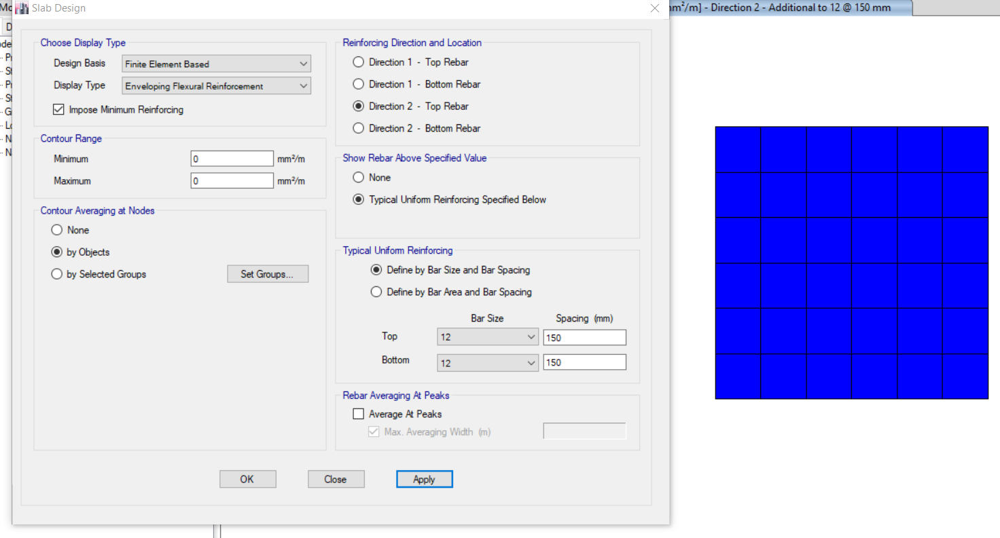 Slab Design
mm²/m] - Direction 2 - Additional to 12 @ 150 mm
Choose Display Type
Design Basis
Finite Element Based
Display Type
Enveloping Flexural Reinforcement
Impose Minimum Reinforcing
Contour Range
Minimum
0
mm²/m
Maximum
0
mm²/m
Contour Averaging at Nodes
None
by Objects
by Selected Groups
Set Groups...
Reinforcing Direction and Location
Direction 1 - Top Rebar
Direction 1 - Bottom Rebar
Direction 2 - Top Rebar
Direction 2 - Bottom Rebar
Show Rebar Above Specified Value
None
Typical Uniform Reinforcing Specified Below
Typical Uniform Reinforcing
Define by Bar Size and Bar Spacing
Define by Bar Area and Bar Spacing
Bar Size
Spacing (mm)
Top
12
150
Bottom
12
150
Rebar Averaging At Peaks
Average At Peaks
Max. Averaging Width (m)
OK
Close
Apply